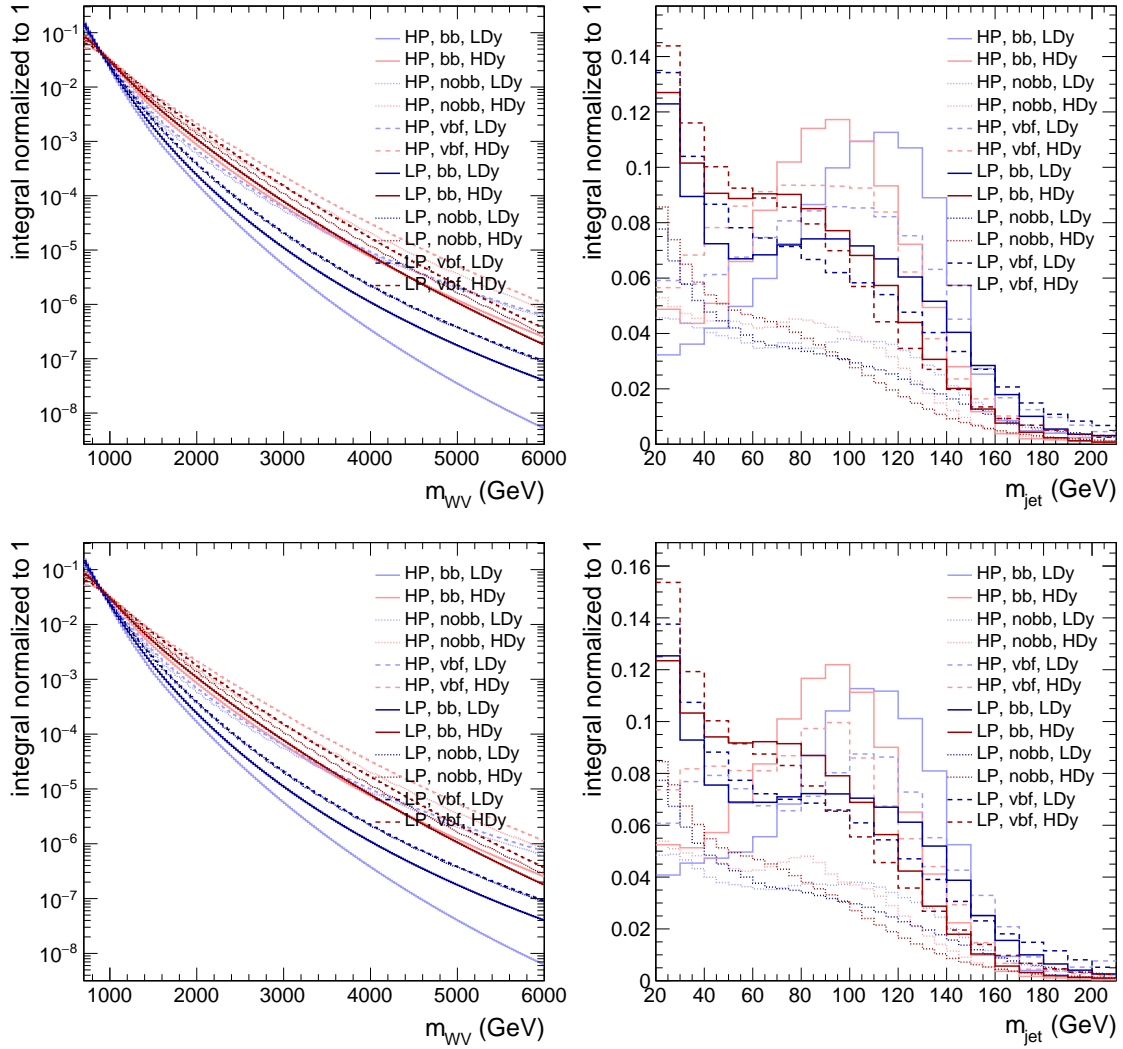 integral normalized to 1
10⁻¹
10⁻²
10⁻³
10⁻⁴
10⁻⁵
10⁻⁶
10⁻⁷
10⁻⁸
HP, bb, LDy
HP, bb, HDy
HP, nobb, LDy
HP, nobb, HDy
HP, vbf, LDy
HP, vbf, HDy
LP, bb, LDy
LP, bb, HDy
LP, nobb, LDy
LP, nobb, HDy
LP, vbf, LDy
LP, vbf, HDy
1000 2000 3000 4000 5000 6000
m_WV (GeV)
integral normalized to 1
0.14
0.12
0.1
0.08
0.06
0.04
0.02
0
HP, bb, LDy
HP, bb, HDy
HP, nobb, LDy
HP, nobb, HDy
HP, vbf, LDy
HP, vbf, HDy
LP, bb, LDy
LP, bb, HDy
LP, nobb, LDy
LP, nobb, HDy
LP, vbf, LDy
LP, vbf, HDy
20 40 60 80 100 120 140 160 180 200
m_jet (GeV)
integral normalized to 1
10⁻¹
10⁻²
10⁻³
10⁻⁴
10⁻⁵
10⁻⁶
10⁻⁷
10⁻⁸
HP, bb, LDy
HP, bb, HDy
HP, nobb, LDy
HP, nobb, HDy
HP, vbf, LDy
HP, vbf, HDy
LP, bb, LDy
LP, bb, HDy
LP, nobb, LDy
LP, nobb, HDy
LP, vbf, LDy
LP, vbf, HDy
1000 2000 3000 4000 5000 6000
m_WV (GeV)
integral normalized to 1
0.16
0.14
0.12
0.1
0.08
0.06
0.04
0.02
0
HP, bb, LDy
HP, bb, HDy
HP, nobb, LDy
HP, nobb, HDy
HP, vbf, LDy
HP, vbf, HDy
LP, bb, LDy
LP, bb, HDy
LP, nobb, LDy
LP, nobb, HDy
LP, vbf, LDy
LP, vbf, HDy
20 40 60 80 100 120 140 160 180 200
m_jet (GeV)